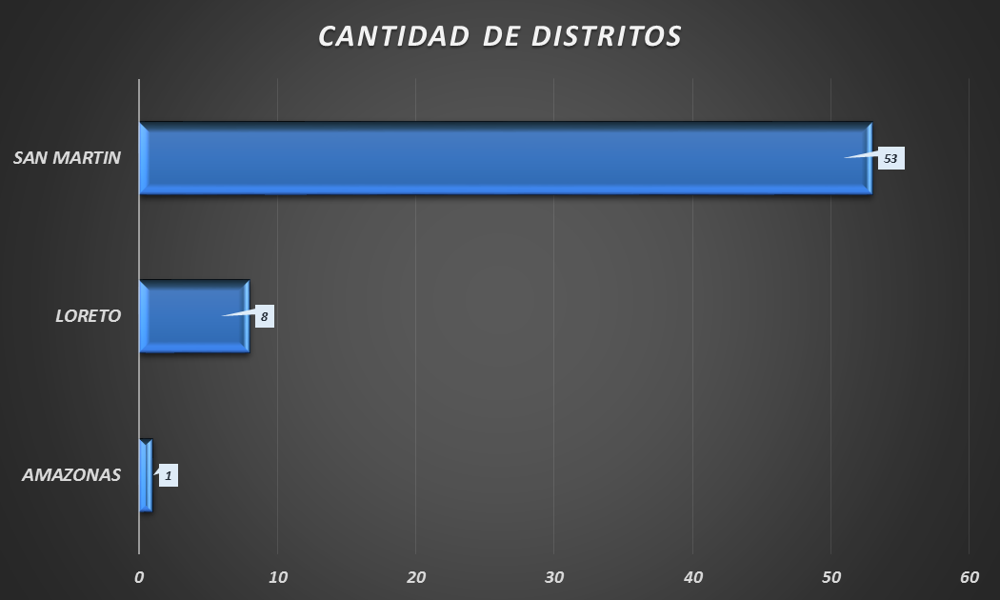 CANTIDAD DE DISTRITOS
SAN MARTIN
53
LORETO
8
AMAZONAS
1
0 10 20 30 40 50 60